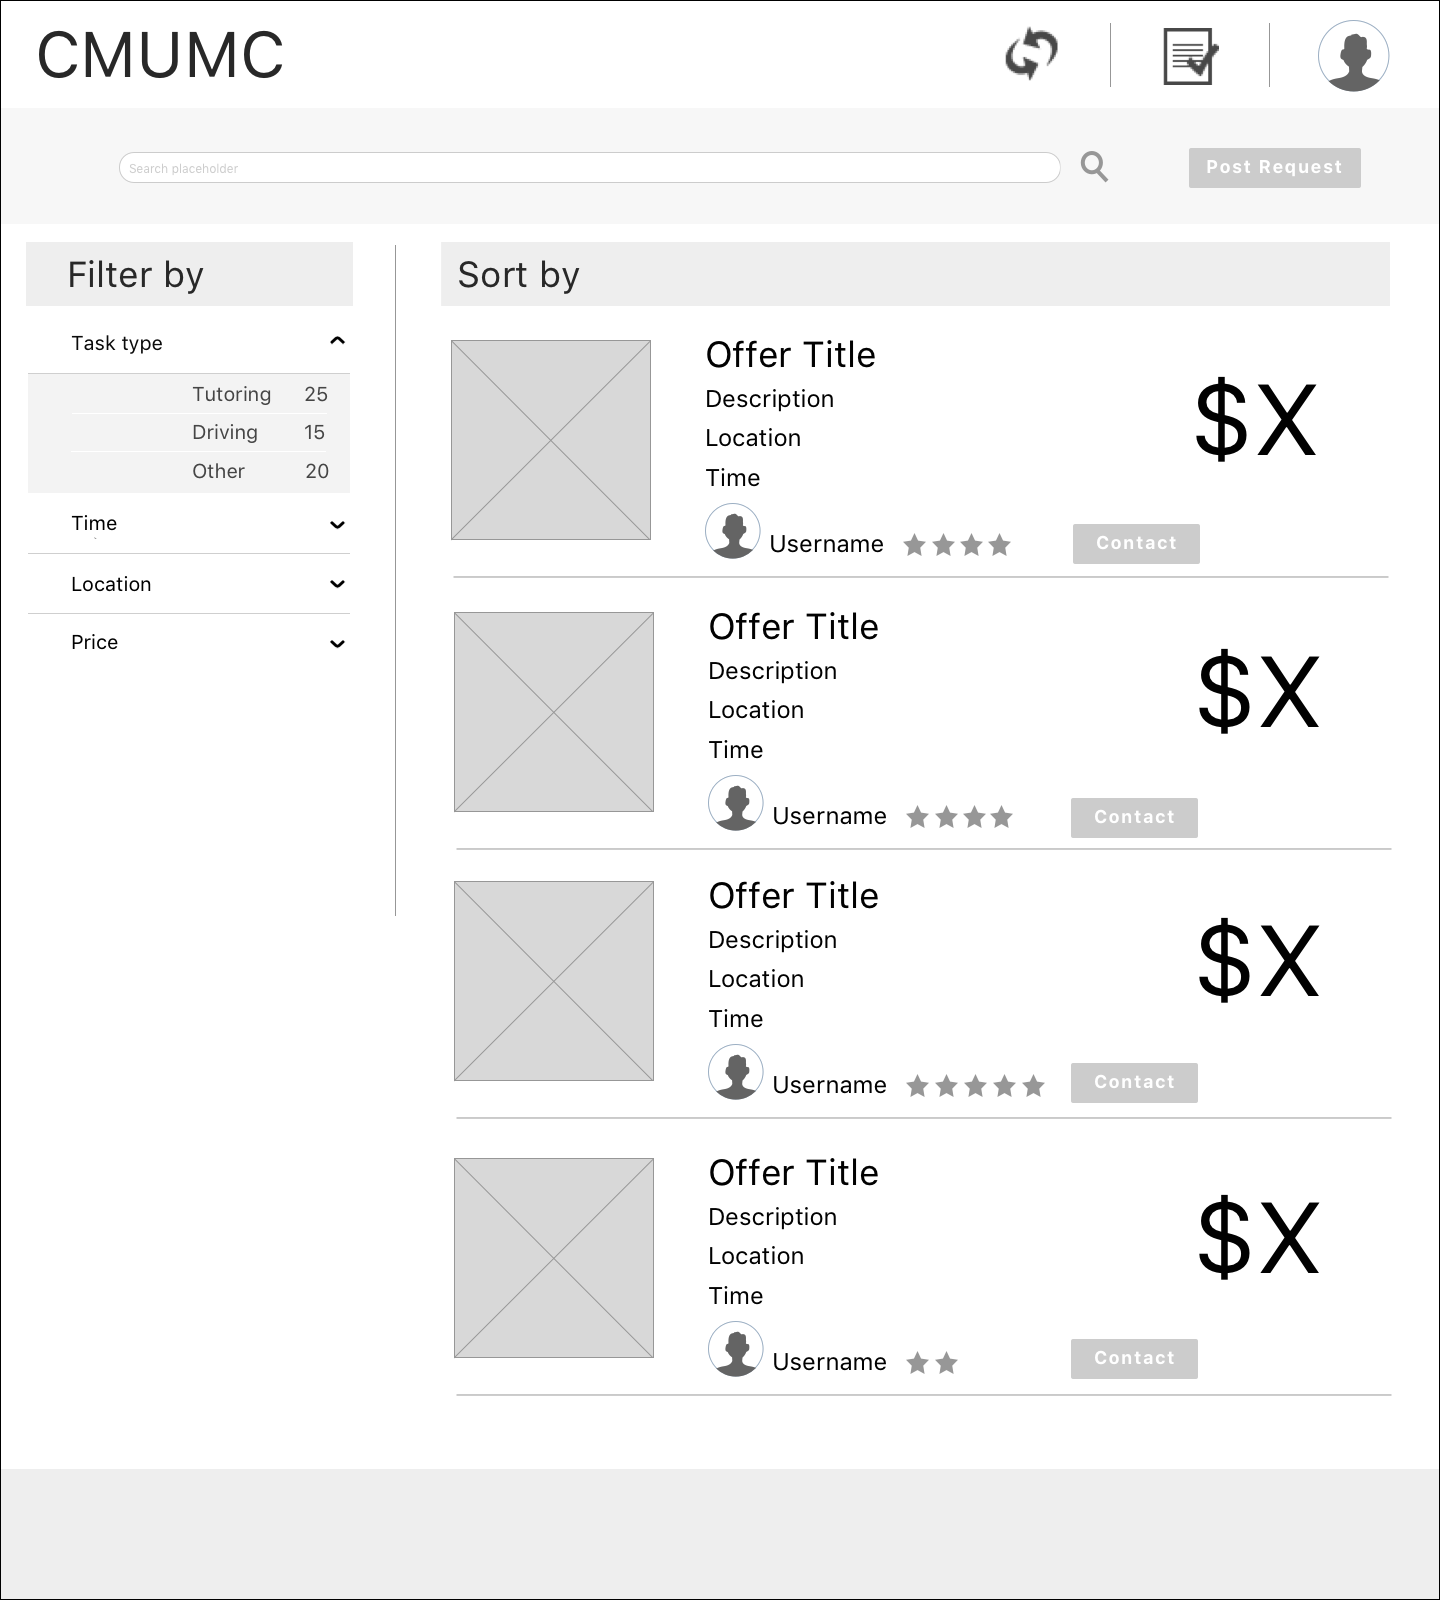 CMUMC
Search placeholder
Post Request
Filter by
Task type
Tutoring 25
Driving 15
Other 20
Time
Location
Price
Sort by
Offer Title
Description
Location
Time
$X
Username
Contact
Offer Title
Description
Location
Time
$X
Username
Contact
Offer Title
Description
Location
Time
$X
Username
Contact
Offer Title
Description
Location
Time
$X
Username
Contact